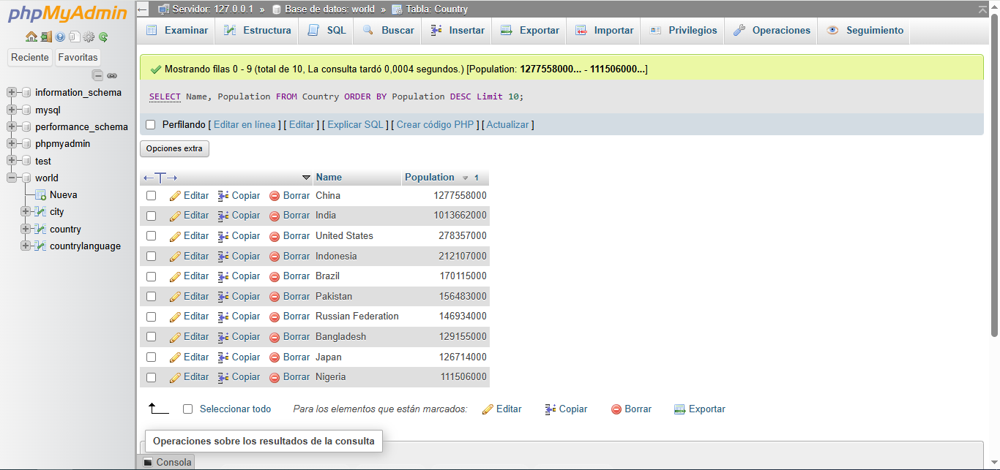 phpMyAdmin
Reciente Favoritas
information_schema
mysql
performance_schema
phpmyadmin
test
world
Nueva
city
country
countrylanguage
Servidor: 127.0.0.1 » Base de datos: world » Tabla: Country
Examinar Estructura SQL Buscar Insertar Exportar Importar Privilegios Operaciones Seguimiento
Mostrando filas 0 - 9 (total de 10, La consulta tardó 0,0004 segundos.) [Population: 1277558000... - 111506000...]
SELECT Name, Population FROM Country ORDER BY Population DESC Limit 10;
Perfilando [ Editar en línea ] [ Editar ] [ Explicar SQL ] [ Crear código PHP ] [ Actualizar ]
Opciones extra
←T→ Name Population 1
Editar Copiar Borrar China 1277558000
Editar Copiar Borrar India 1013662000
Editar Copiar Borrar United States 278357000
Editar Copiar Borrar Indonesia 212107000
Editar Copiar Borrar Brazil 170115000
Editar Copiar Borrar Pakistan 156483000
Editar Copiar Borrar Russian Federation 146934000
Editar Copiar Borrar Bangladesh 129155000
Editar Copiar Borrar Japan 126714000
Editar Copiar Borrar Nigeria 111506000
Seleccionar todo Para los elementos que están marcados: Editar Copiar Borrar Exportar
Operaciones sobre los resultados de la consulta
Consola